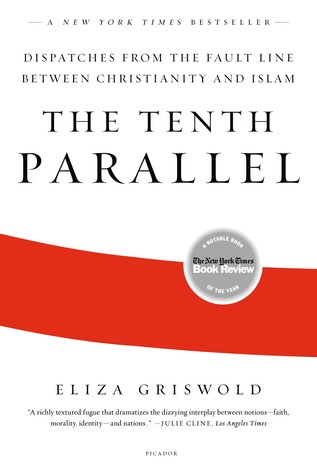 A NEW YORK TIMES BESTSELLER
DISPATCHES FROM THE FAULT LINE
BETWEEN CHRISTIANITY AND ISLAM
THE TENTH
PARALLEL
A NOTABLE BOOK
The New York Times
Book Review
OF THE YEAR
ELIZA GRISWOLD
"A richly textured fugue that dramatizes the dizzying interplay between notions—faith,
morality, identity—and nations." —JULIE CLINE, Los Angeles Times
PICADOR